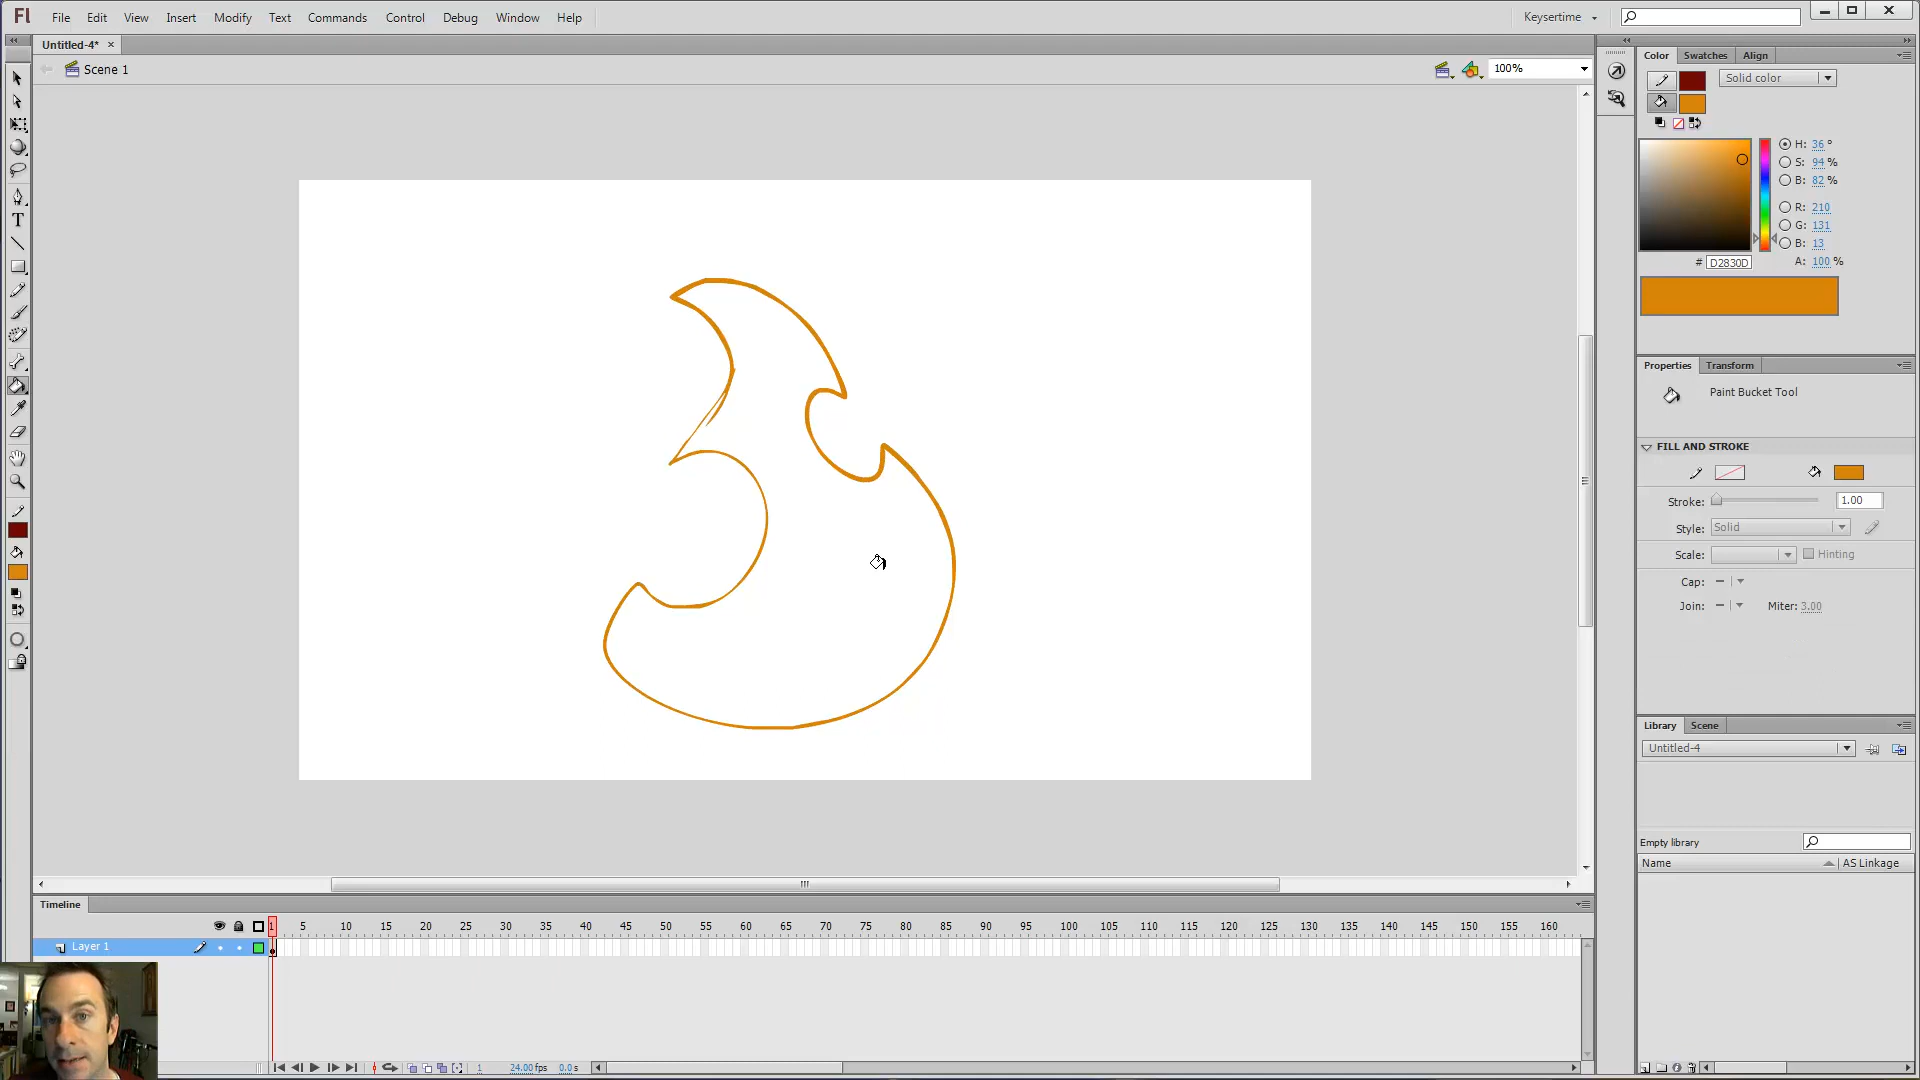 Fl File Edit View Insert Modify Text Commands Control Debug Window Help Keysertime
Untitled-4* ×
Scene 1 100%
Color Swatches Align
Solid color
H: 36 °
S: 94 %
B: 82 %
R: 210
G: 131
B: 13
# D2830D A: 100 %
Properties Transform
Paint Bucket Tool
FILL AND STROKE
Stroke: 1.00
Style: Solid
Scale: Hinting
Cap:
Join: Miter: 3.00
Library Scene
Untitled-4
Empty library
Name AS Linkage
Timeline
1 5 10 15 20 25 30 35 40 45 50 55 60 65 70 75 80 85 90 95 100 105 110 115 120 125 130 135 140 145 150 155 160
Layer 1
1 24.00 fps 0.0 s